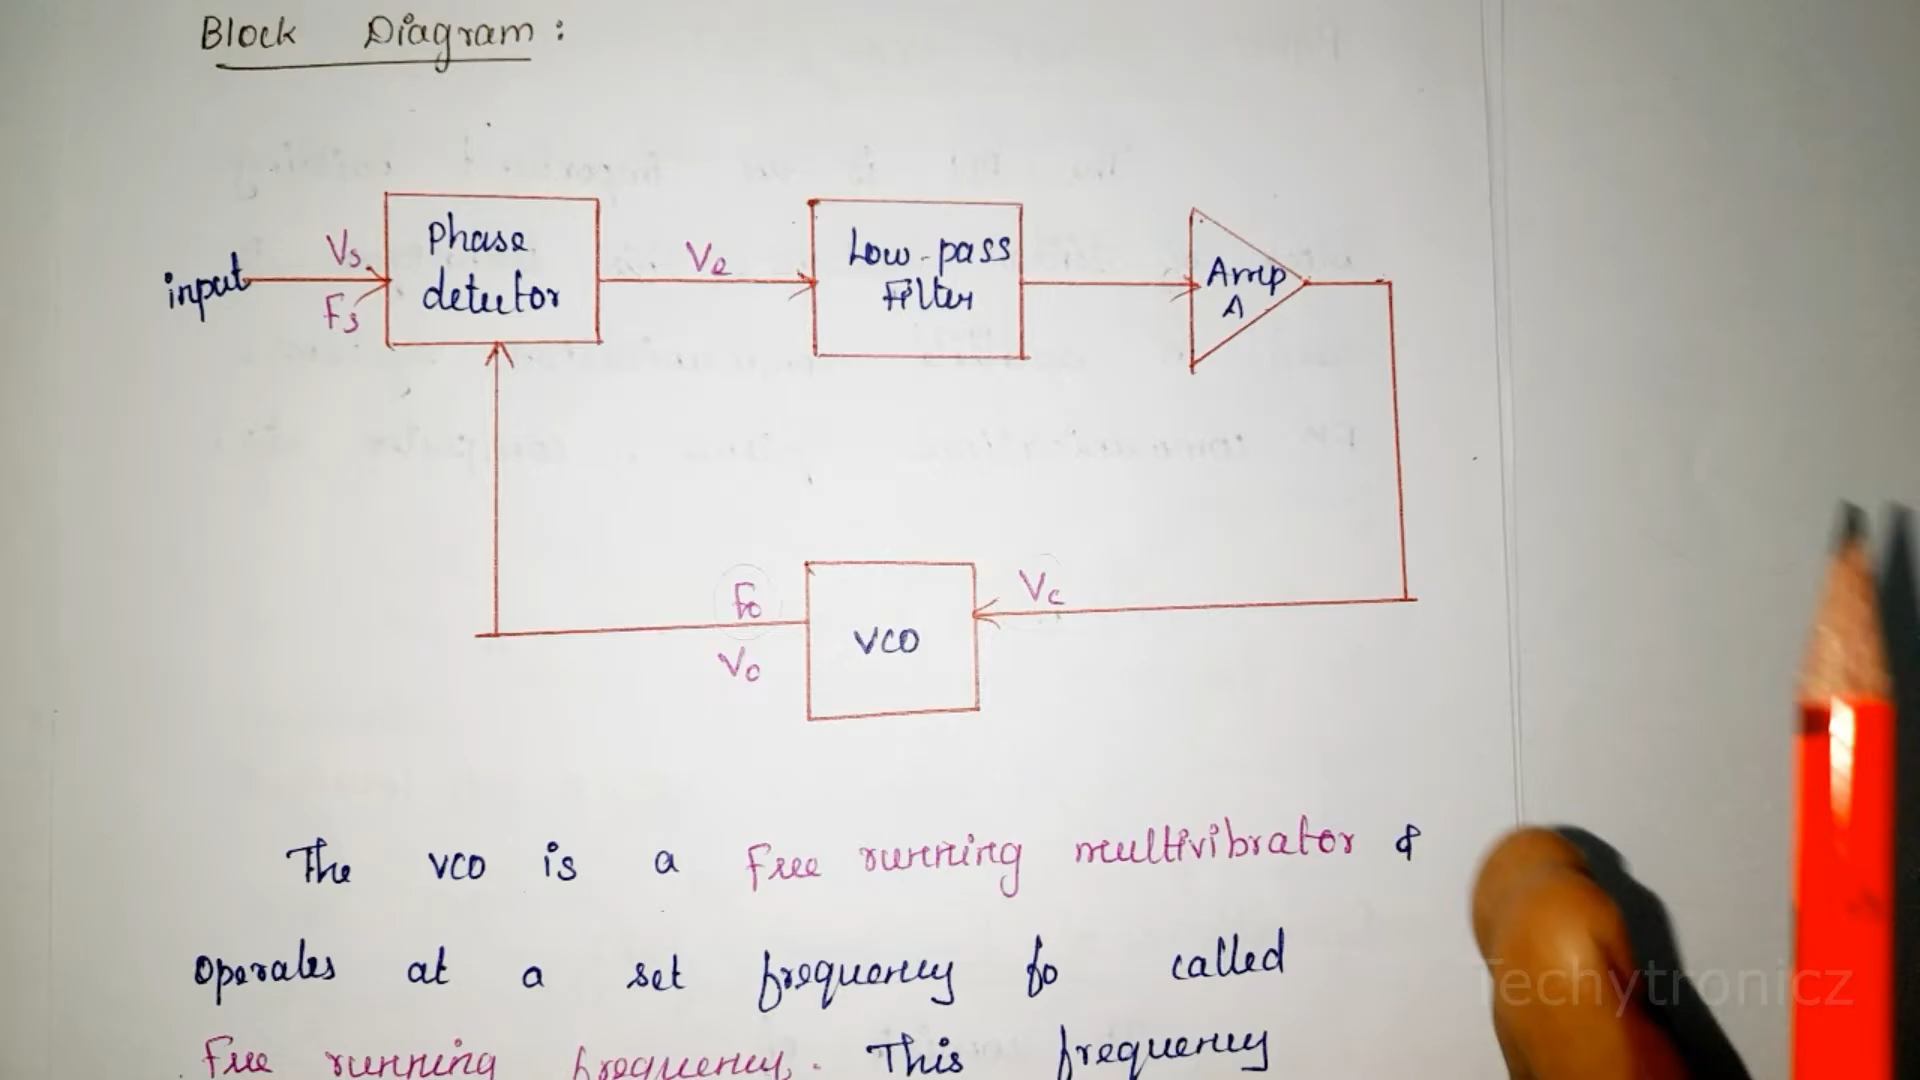 Block Diagram:
Vs
input
Fs
Phase
detector
Ve
Low-pass
Filter
Amp
A
fo
Vo
VCO
Vc
The VCO is a Free running multivibrator &
operates at a set frequency fo called
Free running frequency. This frequency
Techytronicz